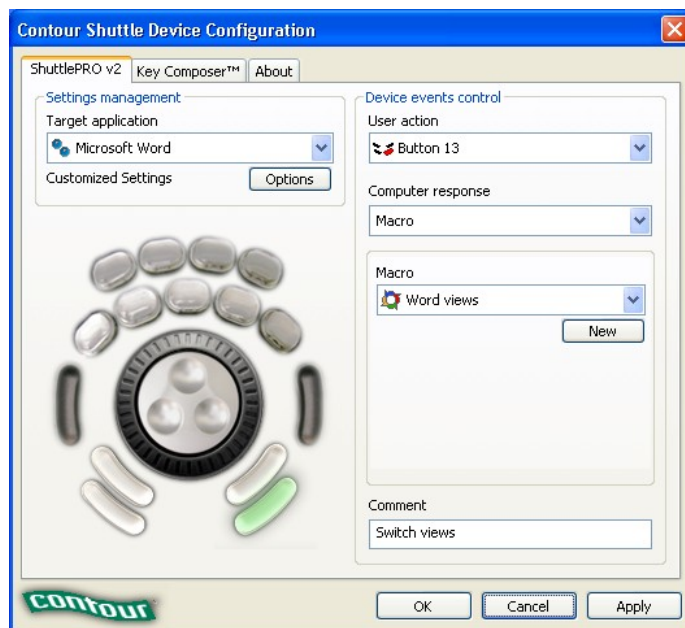 Contour Shuttle Device Configuration
ShuttlePRO v2
Key Composer™
About
Settings management
Target application
Microsoft Word
Customized Settings
Options
Device events control
User action
Button 13
Computer response
Macro
Macro
Word views
New
Comment
Switch views
contour
OK
Cancel
Apply